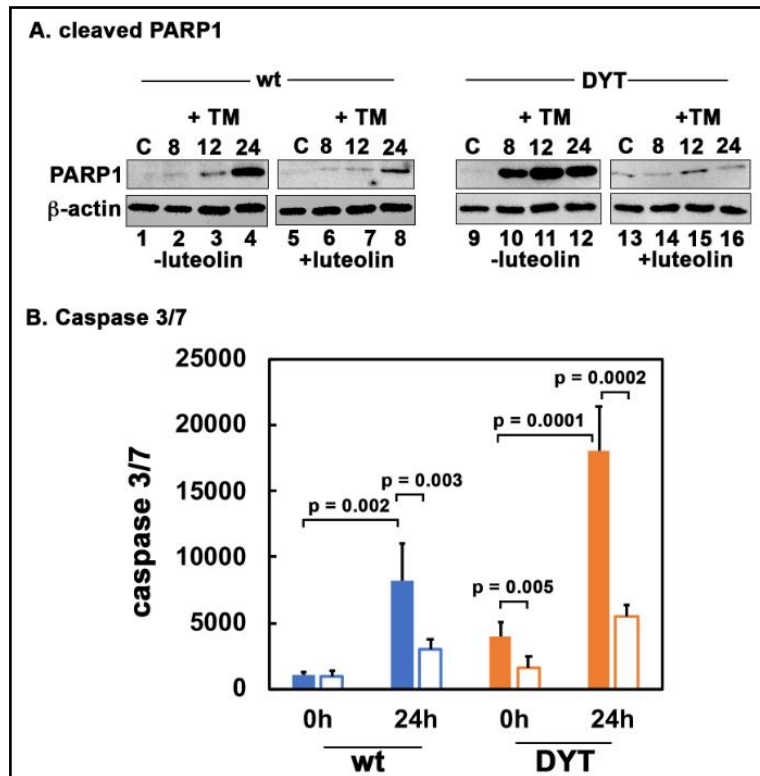 A. cleaved PARP1
wt DYT
+ TM + TM + TM +TM
C 8 12 24 C 8 12 24 C 8 12 24 C 8 12 24
PARP1
β-actin
1 2 3 4 5 6 7 8 9 10 11 12 13 14 15 16
-luteolin +luteolin -luteolin +luteolin
B. Caspase 3/7
25000
p = 0.0002
20000
p = 0.0001
p = 0.003
15000
p = 0.002
caspase 3/7
10000
p = 0.005
5000
0
0h 24h 0h 24h
wt DYT